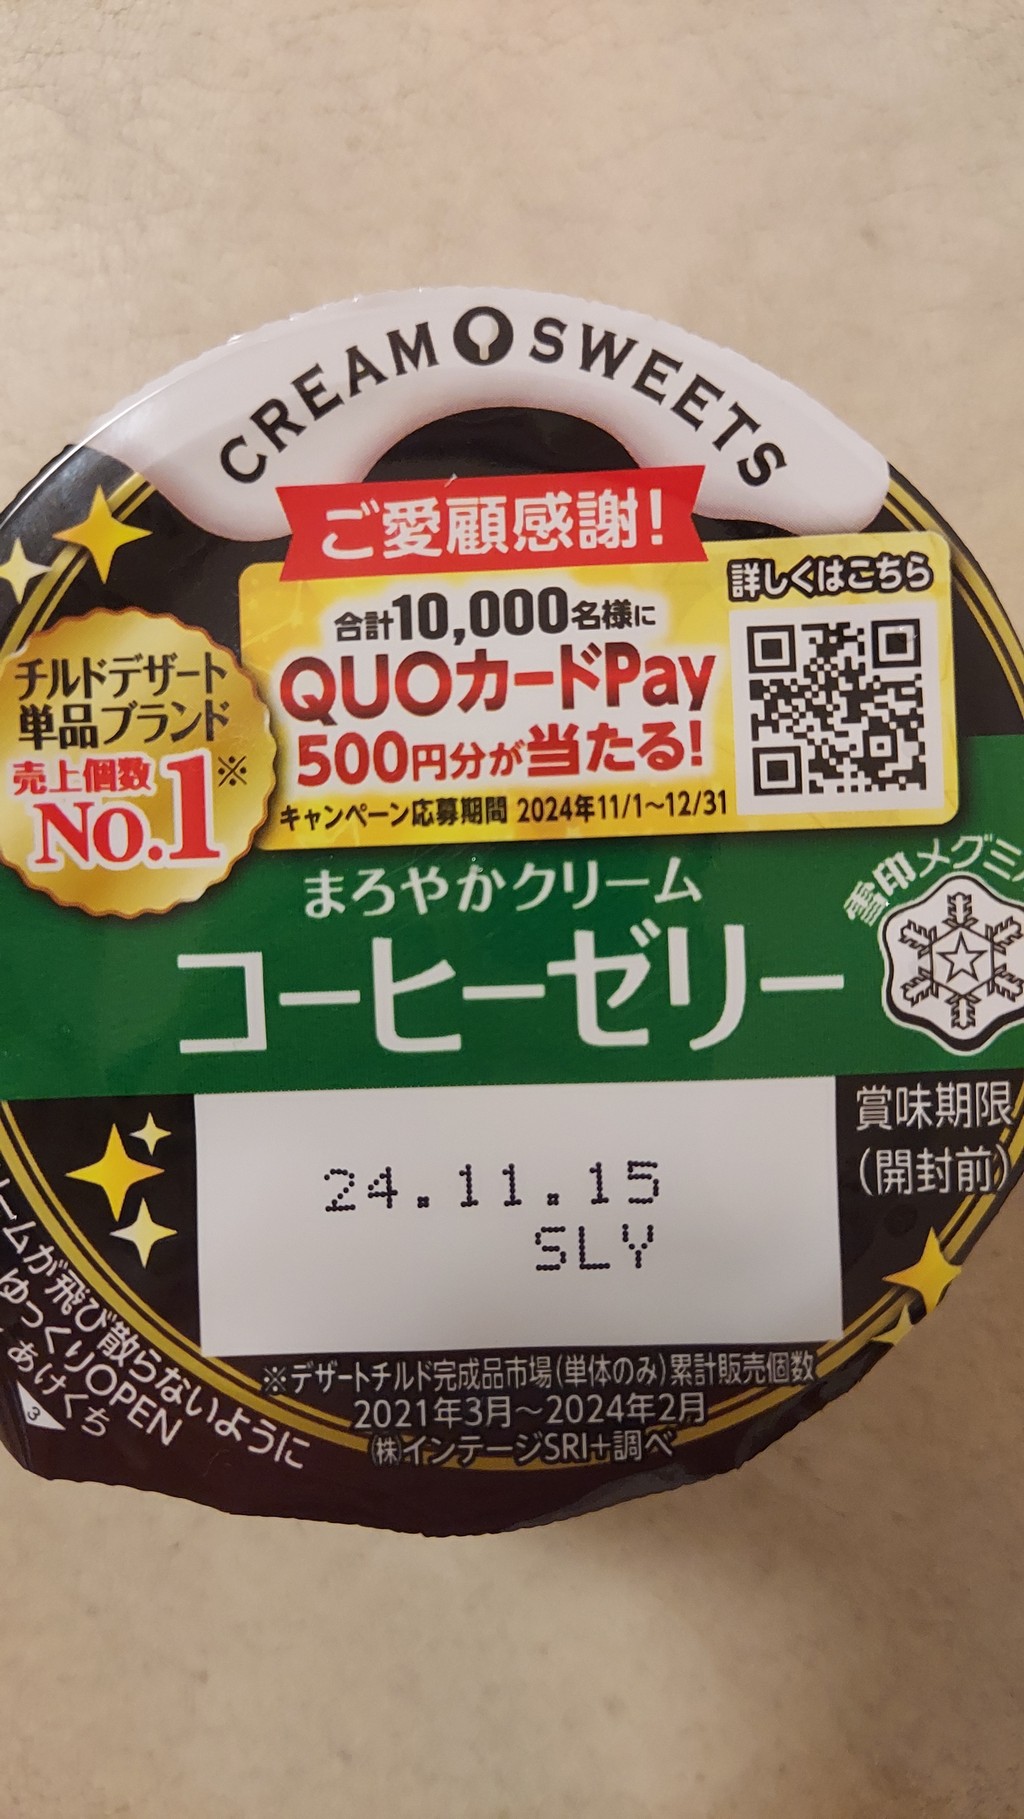 CREAM SWEETS
ご愛顧感謝!
合計10,000名様に
QUOカードPay
500円分が当たる!
キャンペーン応募期間 2024年11/1〜12/31
詳しくはこちら
チルドデザート
単品ブランド
売上個数
No.1※
まろやかクリーム
コーヒーゼリー
雪印メグミ
賞味期限
(開封前)
24.11.15
SLY
※デザートチルド完成品市場(単体のみ)累計販売個数
2021年3月〜2024年2月
㈱インテージSRI+調べ
ームが飛び散らないように
ゆっくりOPEN
あけくち
3